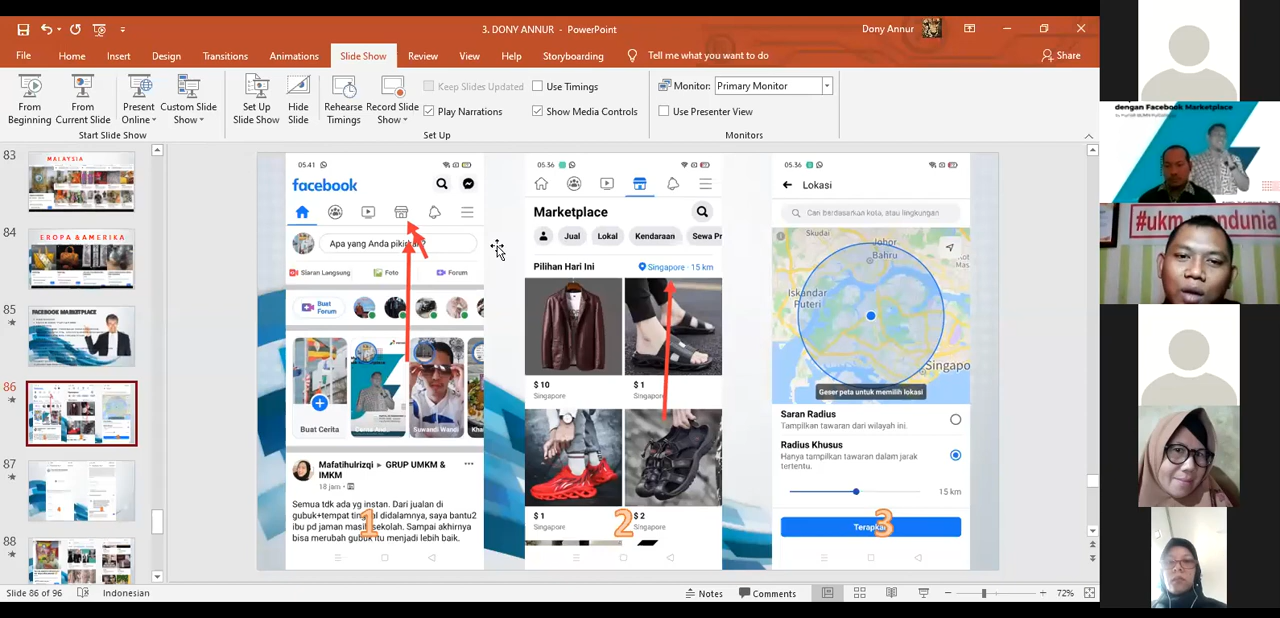 3. DONY ANNUR - PowerPoint
Dony Annur
File
Home
Insert
Design
Transitions
Animations
Slide Show
Review
View
Help
Storyboarding
Tell me what you want to do
Share
From Beginning
From Current Slide
Present Online
Custom Slide Show
Start Slide Show
Set Up Slide Show
Hide Slide
Rehearse Timings
Record Slide Show
Keep Slides Updated
Use Timings
Play Narrations
Show Media Controls
Set Up
Monitor:
Primary Monitor
Use Presenter View
Monitors
83
MALAYSIA
84
EROPA & AMERIKA
85
FACEBOOK MARKETPLACE
86
87
88
05.41
facebook
Apa yang Anda pikirkan?
Siaran Langsung
Foto
Forum
Buat Forum
Buat Cerita
Suwandi Wandi
Mafatihulrizqi ▸ GRUP UMKM & IMKM
18 jam
Semua tdk ada yg instan. Dari jualan di
ibu pd jaman masih sekolah. Sampai akhirnya
bisa merubah gubuk itu menjadi lebih baik.
1
05.36
Marketplace
Jual
Lokal
Kendaraan
Sewa Pr
Pilihan Hari Ini
Singapore · 15 km
$ 10
Singapore
$ 1
Singapore
$ 1
Singapore
$ 2
Singapore
2
05.36
Lokasi
Cari berdasarkan kota, atau lingkungan
Skudai
Johor Bahru
Iskandar Puteri
Singapo
Geser peta untuk memilih lokasi
Saran Radius
Tampilkan tawaran dari wilayah ini.
Radius Khusus
Hanya tampilkan tawaran dalam jarak
tertentu.
15 km
Terapkan
3
Slide 86 of 96
Indonesian
Notes
Comments
72%
dengan Facebook Marketplace